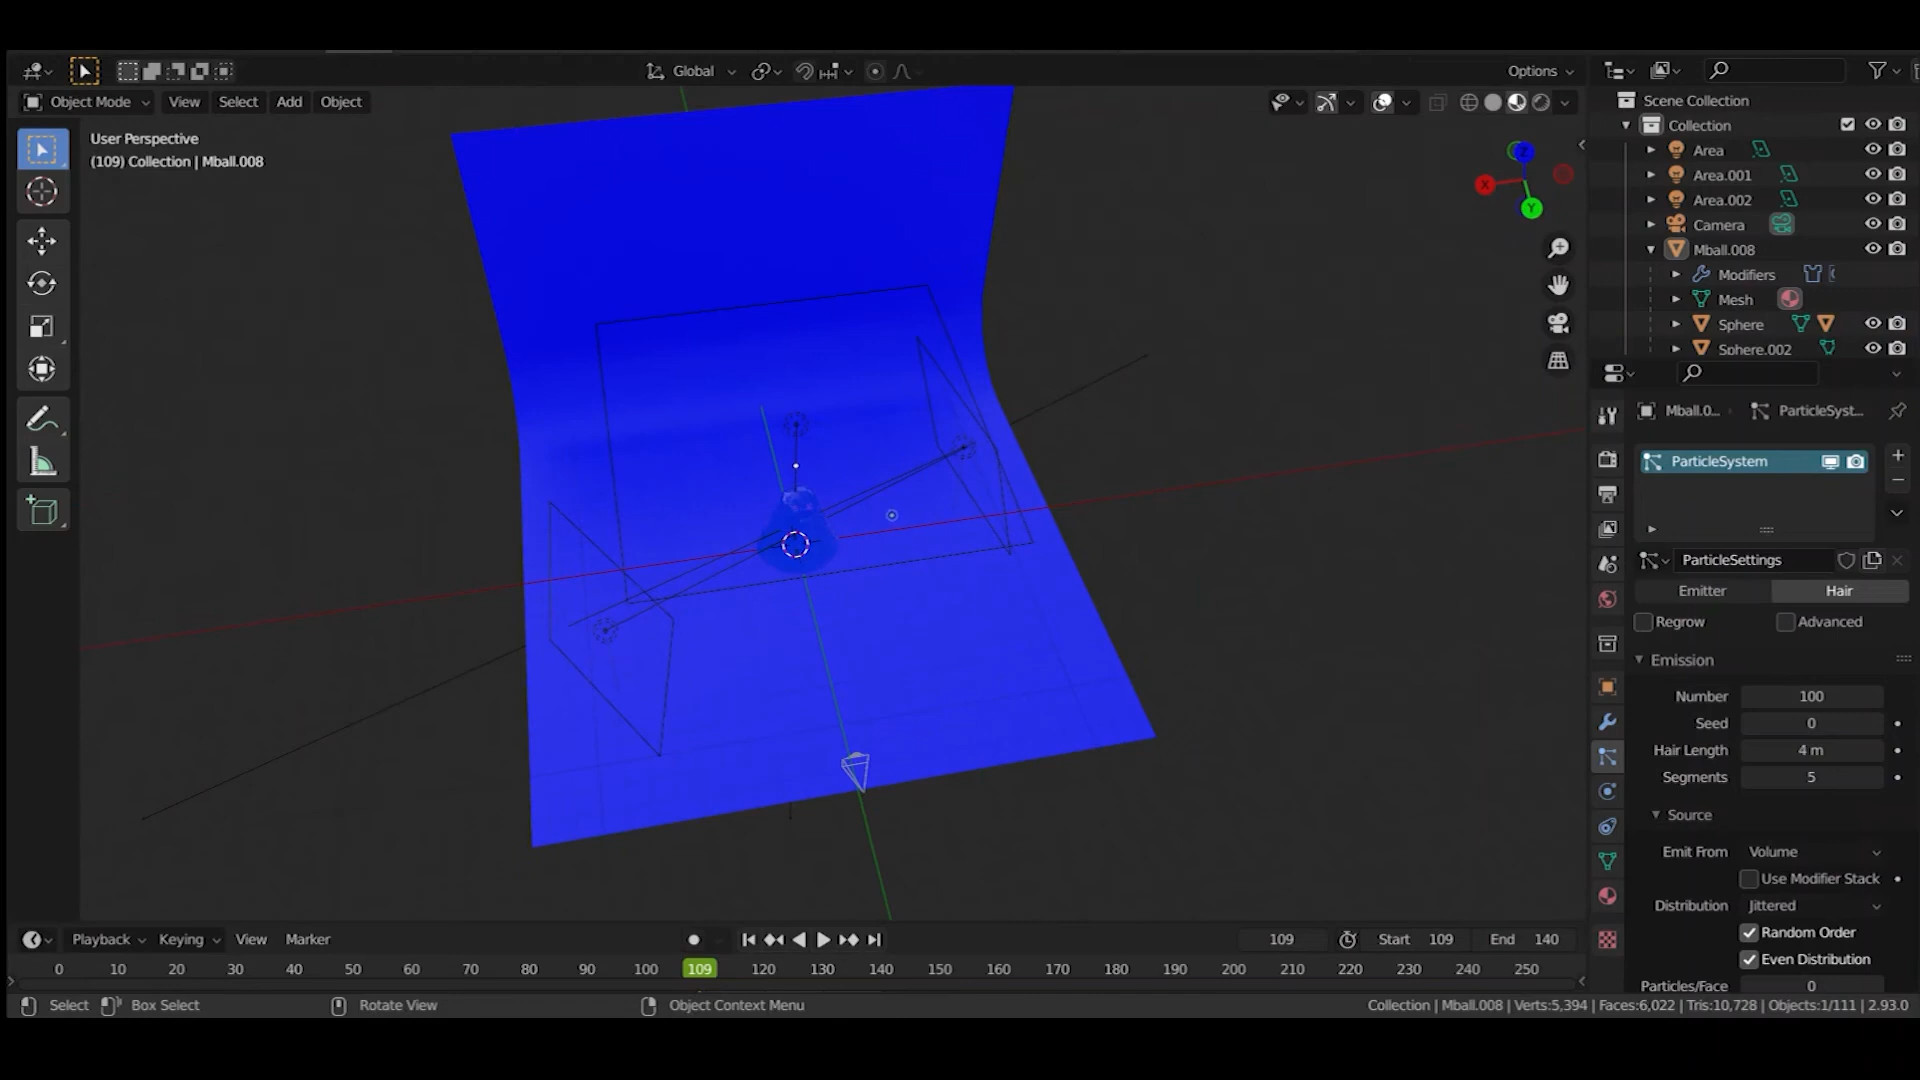 Global
Options
Object Mode
View
Select
Add
Object
User Perspective
(109) Collection | Mball.008
X
Z
Y
Scene Collection
Collection
Area
Area.001
Area.002
Camera
Mball.008
Modifiers
Mesh
Sphere
Sphere.002
Mball.0...
ParticleSyst...
ParticleSystem
ParticleSettings
Emitter
Hair
Regrow
Advanced
Emission
Number 100
Seed 0
Hair Length 4 m
Segments 5
Source
Emit From Volume
Use Modifier Stack
Distribution Jittered
Random Order
Even Distribution
Particles/Face 0
Playback
Keying
View
Marker
109
Start 109
End 140
0 10 20 30 40 50 60 70 80 90 100 109 120 130 140 150 160 170 180 190 200 210 220 230 240 250
Select
Box Select
Rotate View
Object Context Menu
Collection | Mball.008 | Verts:5,394 | Faces:6,022 | Tris:10,728 | Objects:1/111 | 2.93.0